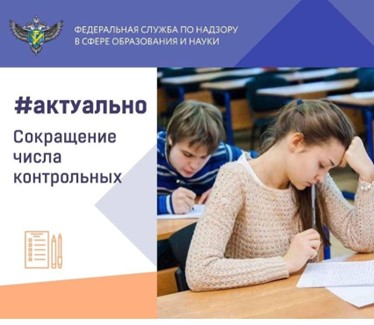 ФЕДЕРАЛЬНАЯ СЛУЖБА ПО НАДЗОРУ
В СФЕРЕ ОБРАЗОВАНИЯ И НАУКИ
#актуально
Сокращение
числа
контрольных